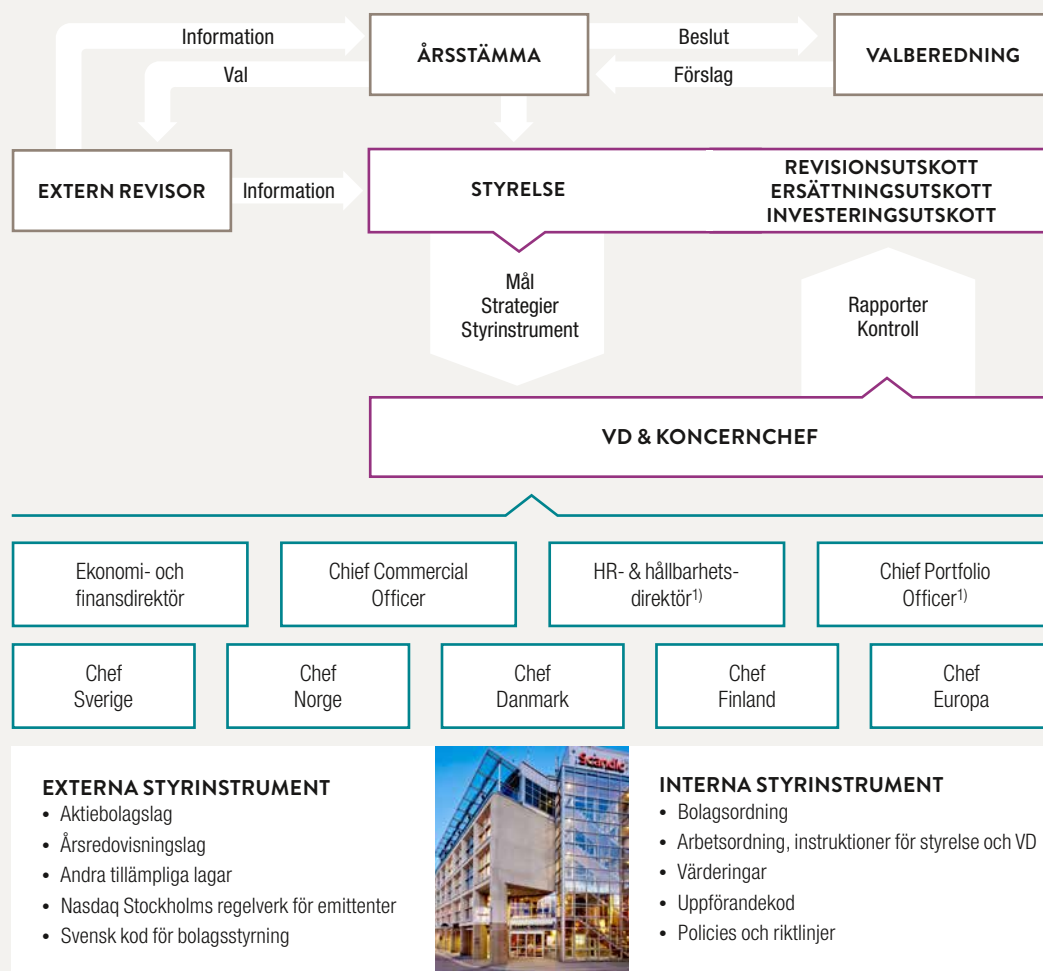 Information
Val
ÅRSSTÄMMA
Beslut
Förslag
VALBEREDNING
EXTERN REVISOR
Information
STYRELSE
REVISIONSUTSKOTT
ERSÄTTNINGSUTSKOTT
INVESTERINGSUTSKOTT
Mål
Strategier
Styrinstrument
Rapporter
Kontroll
VD & KONCERNCHEF
Ekonomi- och
finansdirektör
Chief Commercial
Officer
HR- & hållbarhets-
direktör1)
Chief Portfolio
Officer1)
Chef
Sverige
Chef
Norge
Chef
Danmark
Chef
Finland
Chef
Europa
EXTERNA STYRINSTRUMENT
• Aktiebolagslag
• Årsredovisningslag
• Andra tillämpliga lagar
• Nasdaq Stockholms regelverk för emittenter
• Svensk kod för bolagsstyrning
Scandic
INTERNA STYRINSTRUMENT
• Bolagsordning
• Arbetsordning, instruktioner för styrelse och VD
• Värderingar
• Uppförandekod
• Policies och riktlinjer